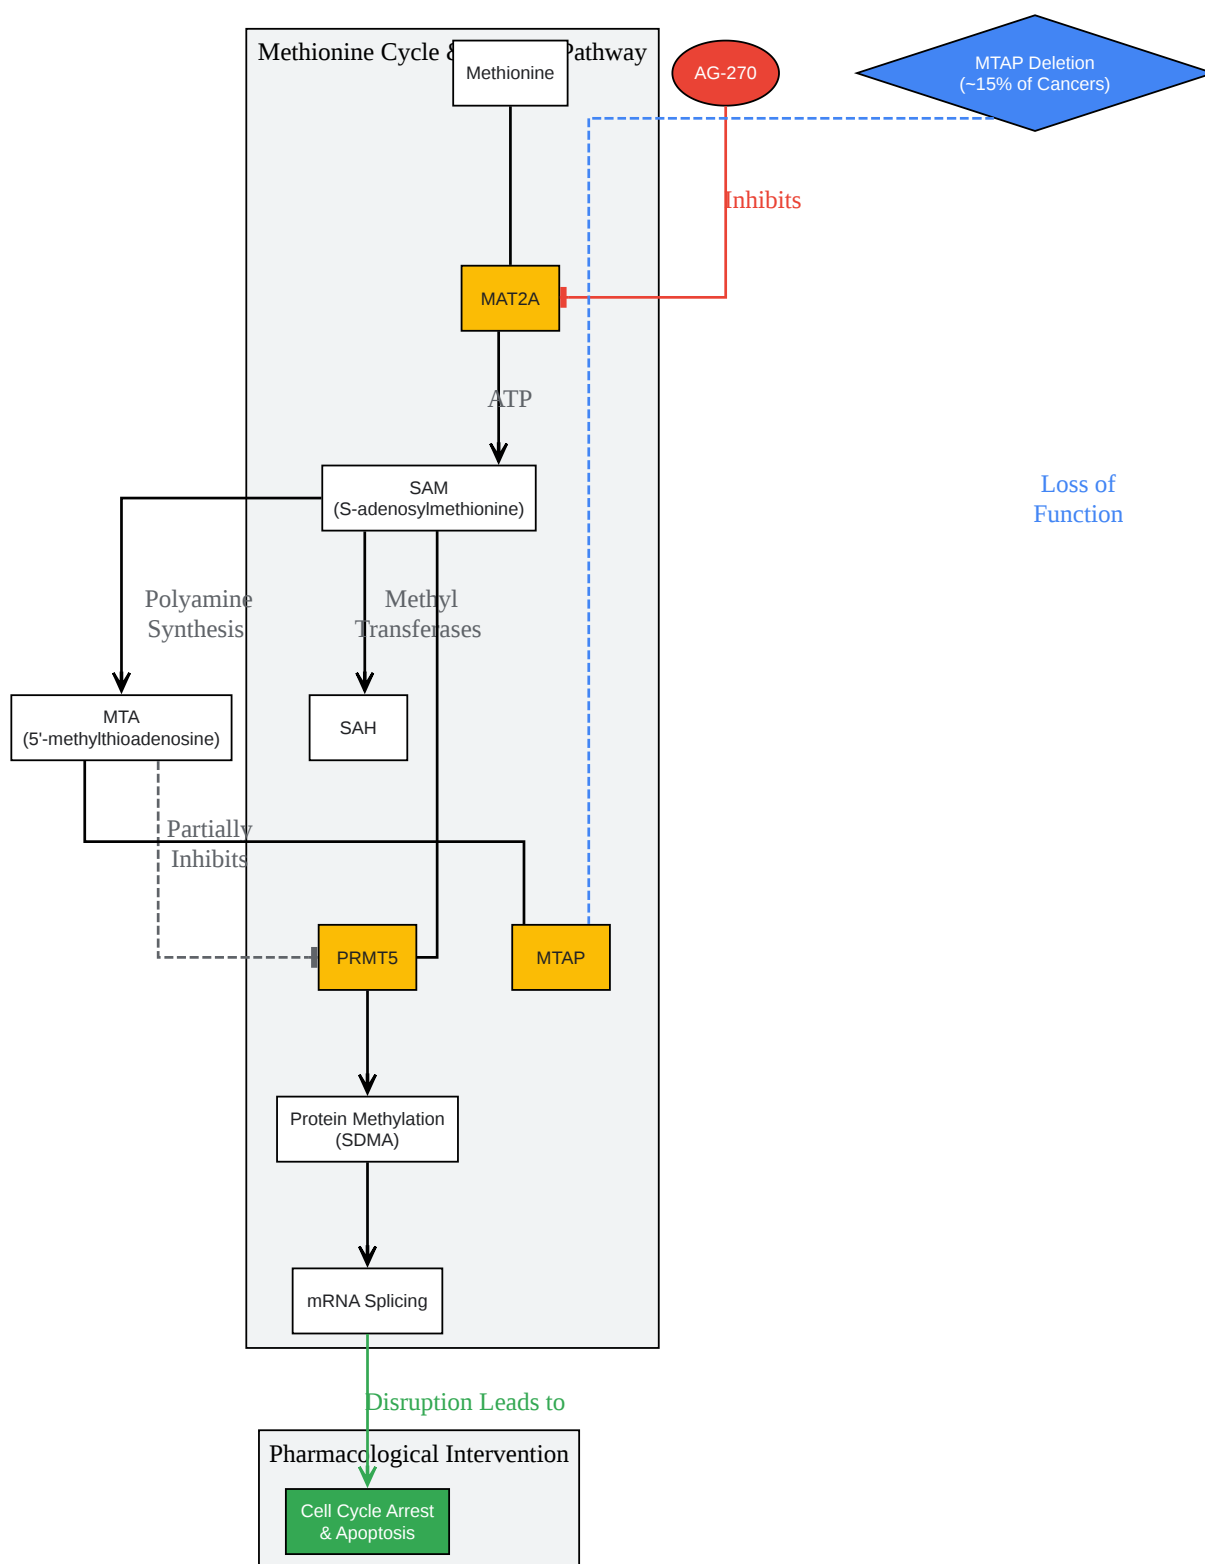 Methionine Cycle & Pathway
Methionine
AG-270
MTAP Deletion
(~15% of Cancers)
Inhibits
MAT2A
ATP
SAM
(S-adenosylmethionine)
Loss of
Function
Polyamine
Synthesis
Methyl
Transferases
MTA
(5'-methylthioadenosine)
SAH
Partially
Inhibits
PRMT5
MTAP
Protein Methylation
(SDMA)
mRNA Splicing
Disruption Leads to
Pharmacological Intervention
Cell Cycle Arrest
& Apoptosis